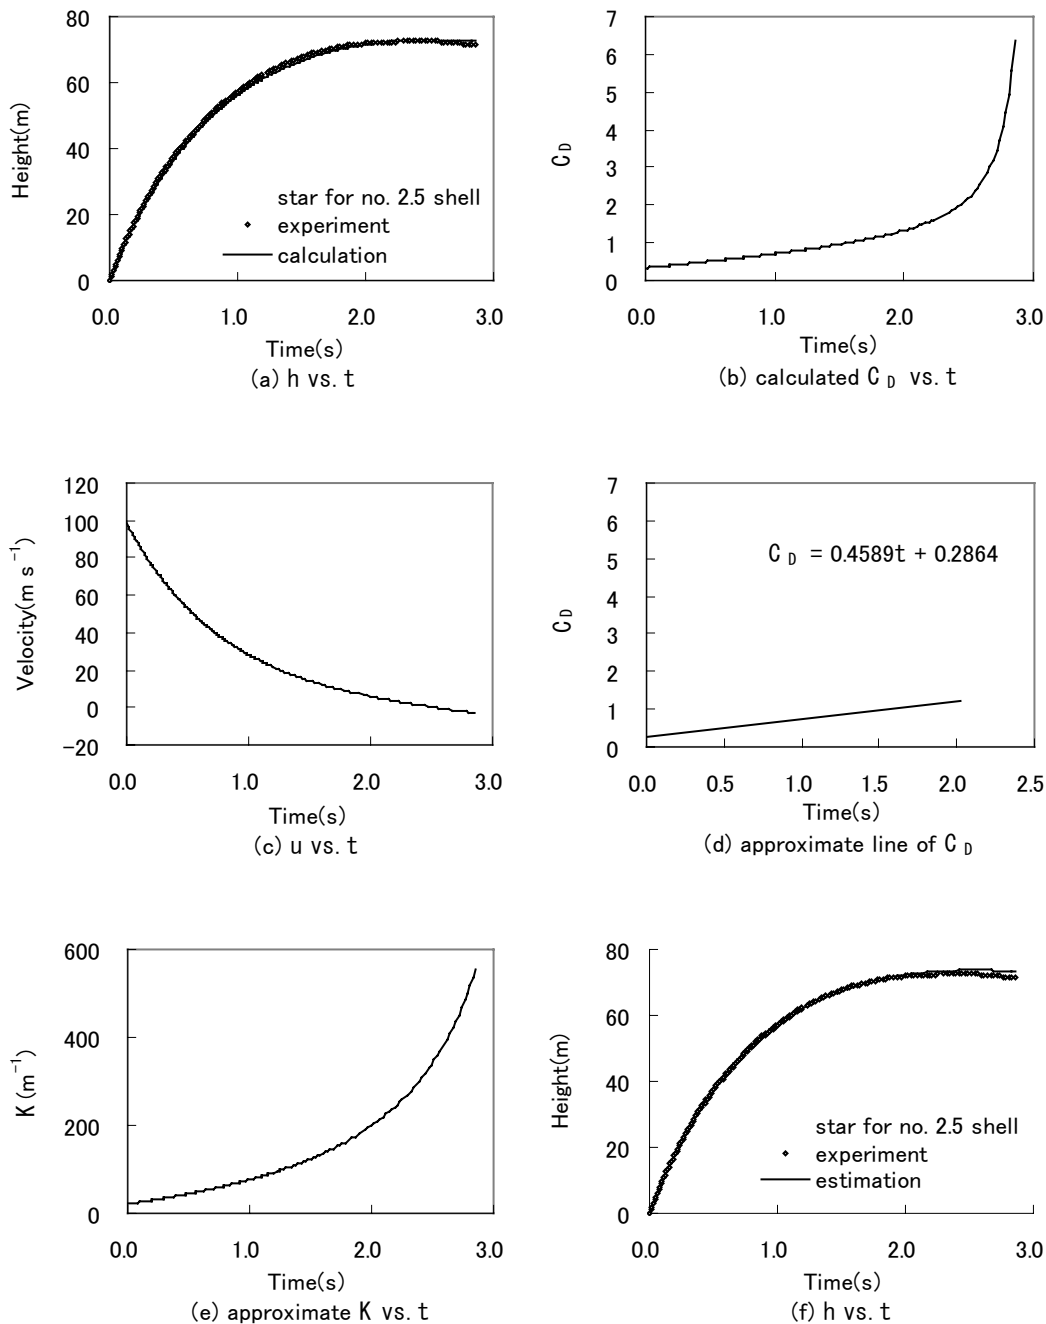 80
60
40
20
0
Height(m)
star for no. 2.5 shell
experiment
calculation
0.0 1.0 2.0 3.0
Time(s)
(a) h vs. t
7
6
5
4
3
2
1
0
C D
0.0 1.0 2.0 3.0
Time(s)
(b) calculated C D vs. t
120
100
80
60
40
20
0
-20
Velocity(m s⁻¹)
0.0 1.0 2.0 3.0
Time(s)
(c) u vs. t
7
6
5
4
3
2
1
0
C D
C D = 0.4589t + 0.2864
0.0 0.5 1.0 1.5 2.0 2.5
Time(s)
(d) approximate line of C D
600
400
200
0
K (m⁻¹)
0.0 1.0 2.0 3.0
Time(s)
(e) approximate K vs. t
80
60
40
20
0
Height(m)
star for no. 2.5 shell
experiment
estimation
0.0 1.0 2.0 3.0
Time(s)
(f) h vs. t